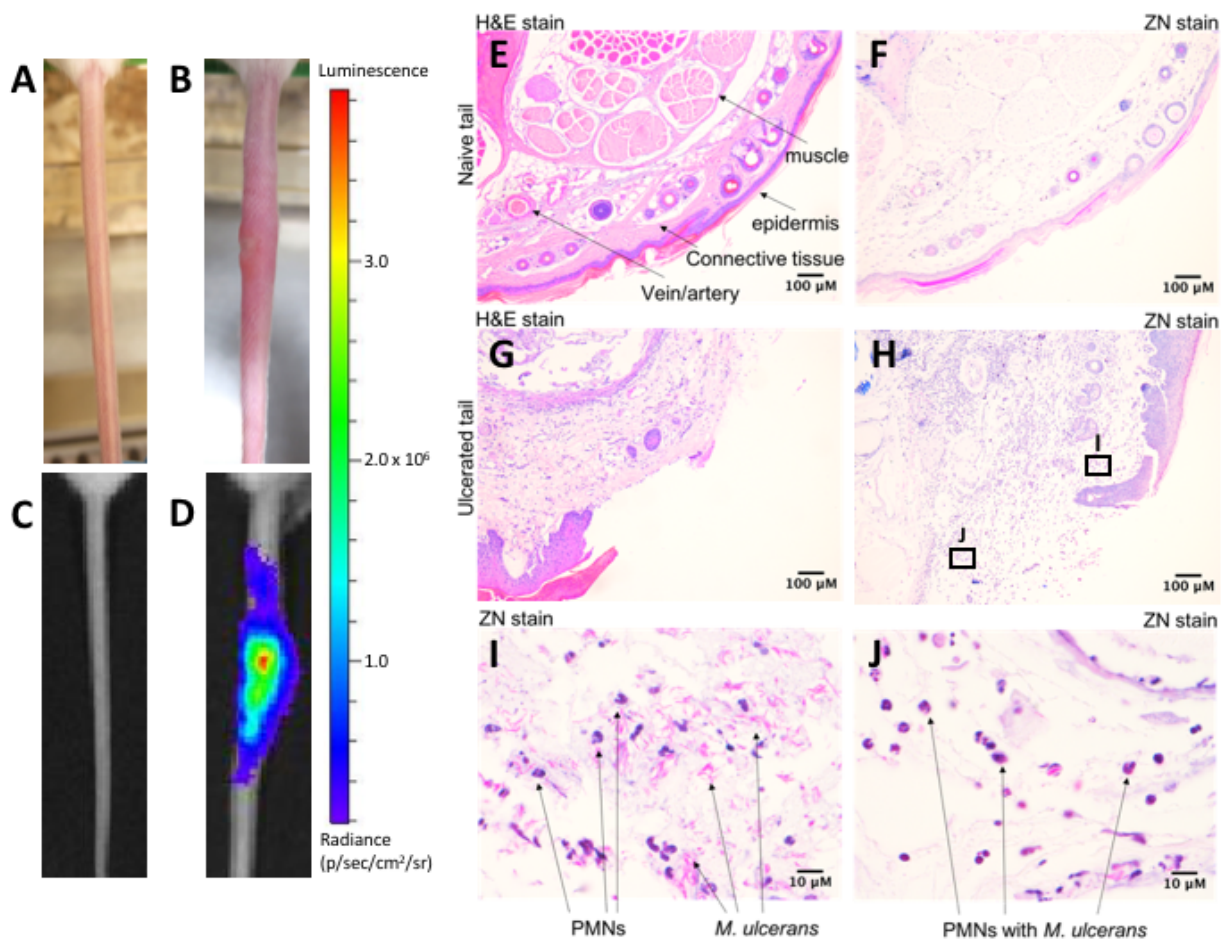 A
B
Luminescence
3.0
2.0 x 10⁶
1.0
Radiance
(p/sec/cm²/sr)
C
D
H&E stain
ZN stain
E
F
Naive tail
muscle
epidermis
Connective tissue
Vein/artery
100 µM
100 µM
H&E stain
ZN stain
G
H
Ulcerated tail
I
J
100 µM
100 µM
ZN stain
ZN stain
I
J
10 µM
10 µM
PMNs
M. ulcerans
PMNs with M. ulcerans